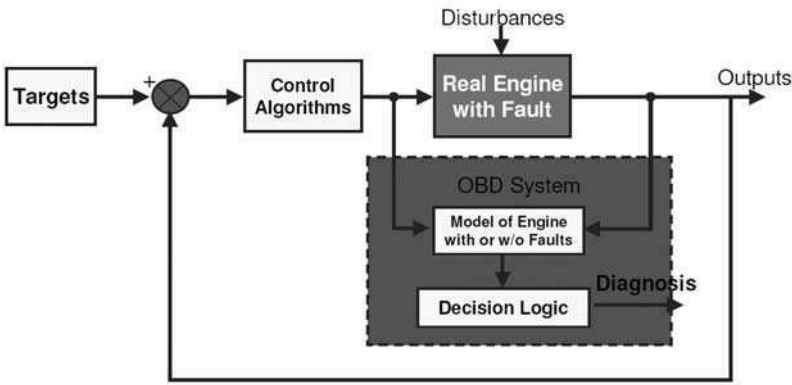 Disturbances
Targets
+
Control
Algorithms
Real Engine
with Fault
Outputs
OBD System
Model of Engine
with or w/o Faults
Diagnosis
Decision Logic